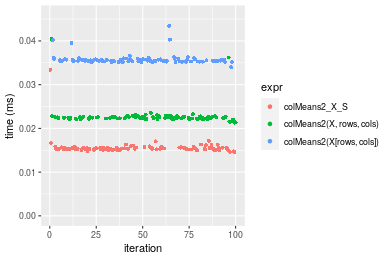 0.04
0.03
0.02
0.01
0.00
time (ms)
0
25
50
75
100
iteration
expr
colMeans2_X_S
colMeans2(X, rows, cols)
colMeans2(X[rows, cols])